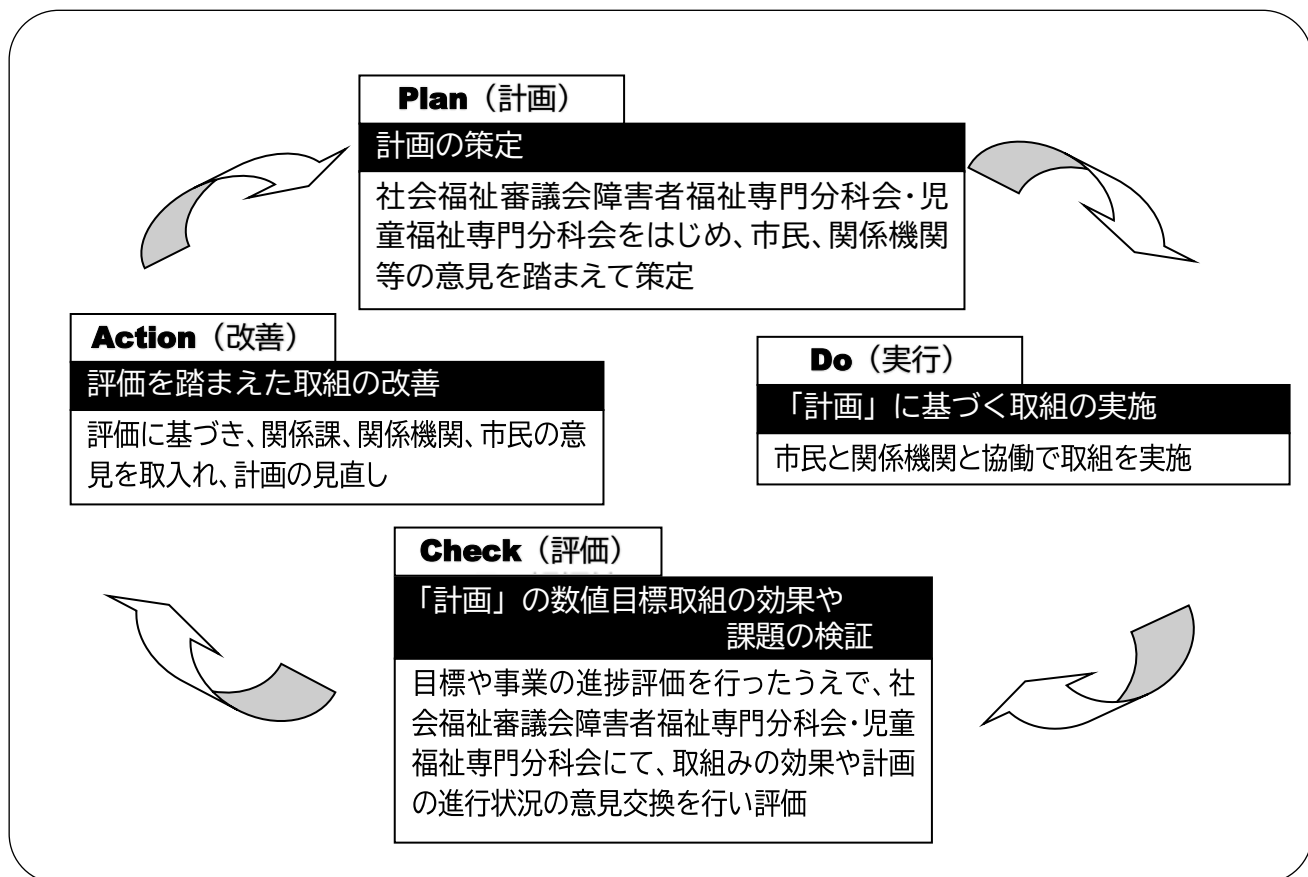 Plan（計画）
計画の策定
社会福祉審議会障害者福祉専門分科会・児
童福祉専門分科会をはじめ、市民、関係機関
等の意見を踏まえて策定
Do（実行）
「計画」に基づく取組の実施
市民と関係機関と協働で取組を実施
Check（評価）
「計画」の数値目標取組の効果や
課題の検証
目標や事業の進捗評価を行ったうえで、社
会福祉審議会障害者福祉専門分科会・児童
福祉専門分科会にて、取組みの効果や計画
の進行状況の意見交換を行い評価
Action（改善）
評価を踏まえた取組の改善
評価に基づき、関係課、関係機関、市民の意
見を取入れ、計画の見直し